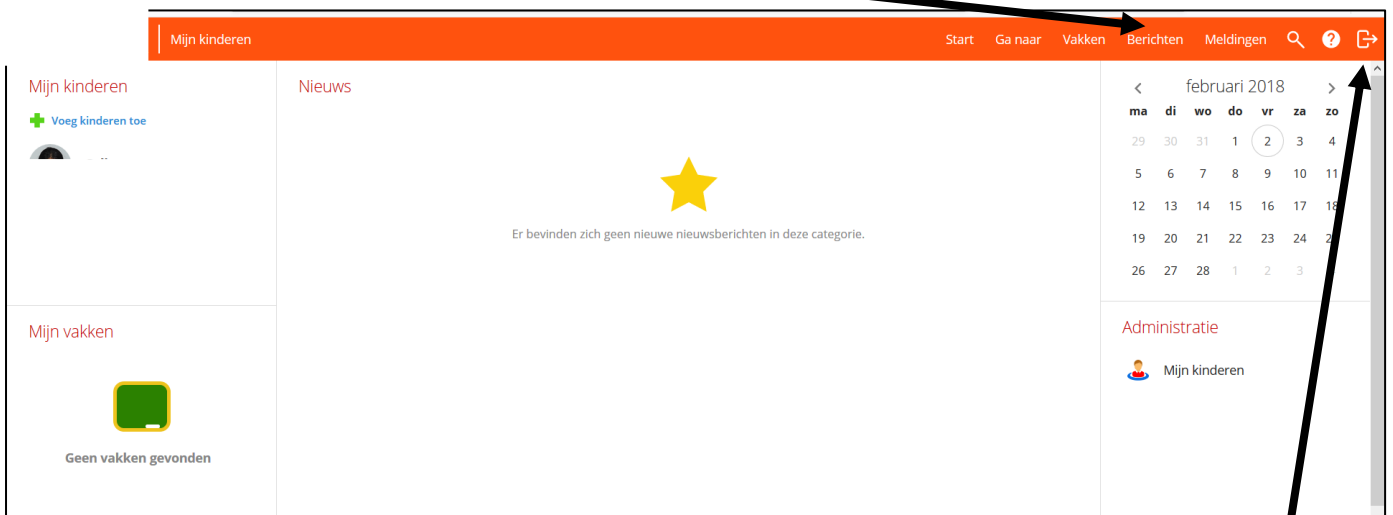 Mijn kinderen
Start Ga naar Vakken Berichten Meldingen
Mijn kinderen
Voeg kinderen toe
Nieuws
Er bevinden zich geen nieuwe nieuwsberichten in deze categorie.
februari 2018
ma di wo do vr za zo
29 30 31 1 2 3 4
5 6 7 8 9 10 11
12 13 14 15 16 17 18
19 20 21 22 23 24
26 27 28 1 2 3
Mijn vakken
Geen vakken gevonden
Administratie
Mijn kinderen